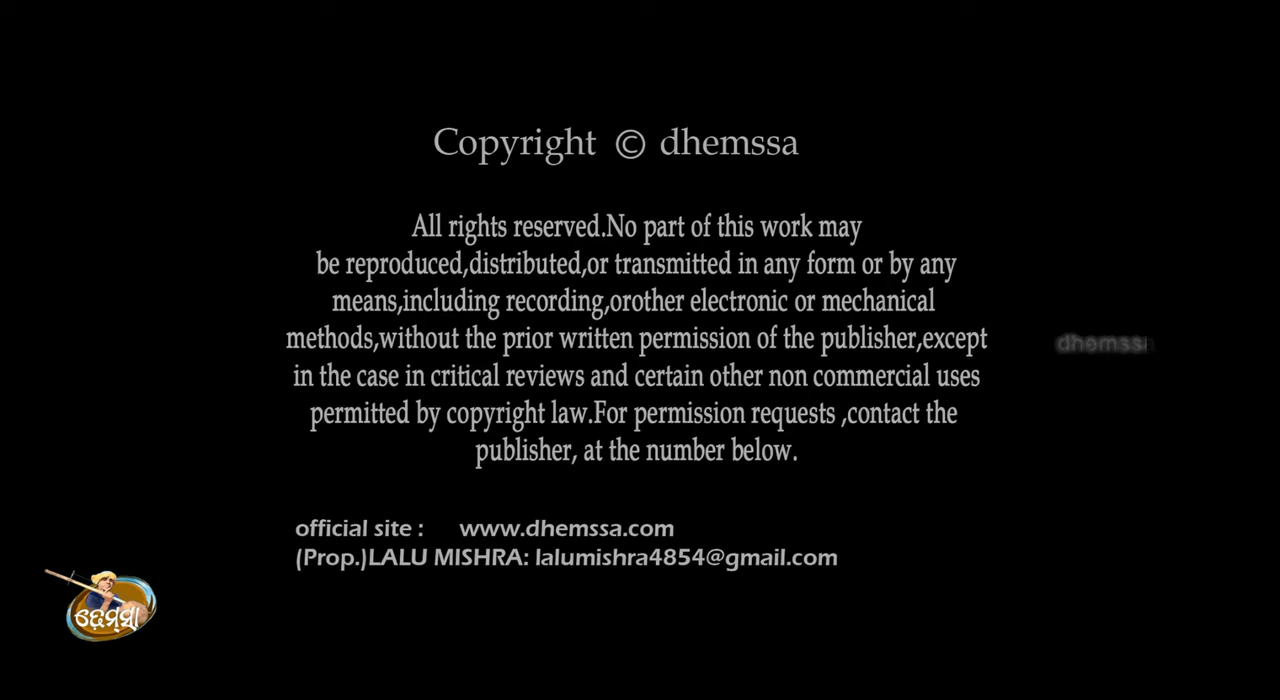 Copyright © dhemssa
All rights reserved.No part of this work may
be reproduced,distributed,or transmitted in any form or by any
means,including recording,orother electronic or mechanical
methods,without the prior written permission of the publisher,except
in the case in critical reviews and certain other non commercial uses
permitted by copyright law.For permission requests ,contact the
publisher, at the number below.
dhemssa
official site : www.dhemssa.com
(Prop.)LALU MISHRA: lalumishra4854@gmail.com
ଢେମ୍ସା